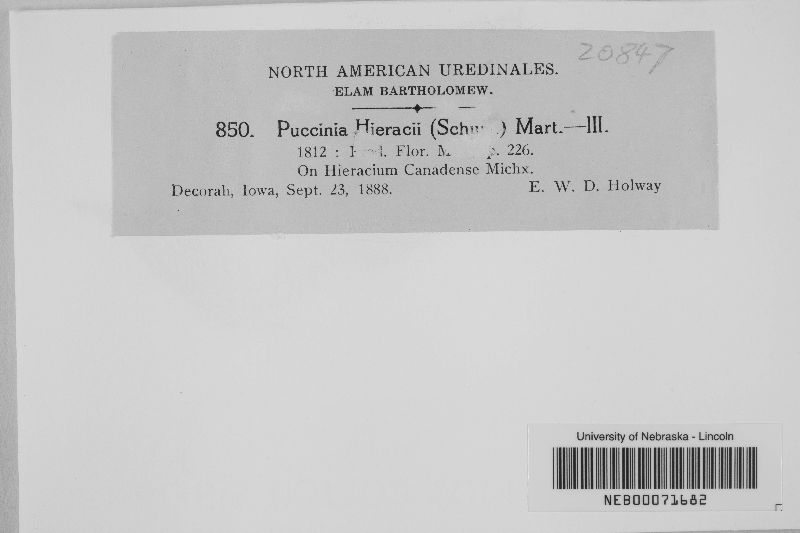 20847
NORTH AMERICAN UREDINALES.
ELAM BARTHOLOMEW.
850. Puccinia Hieracii ( ) Mart.—III.
1812 : Flor. 226.
On Hieracium Canadense Michx.
Decorah, Iowa, Sept. 23, 1888. E. W. D. Holway
University of Nebraska - Lincoln
NEB00071682